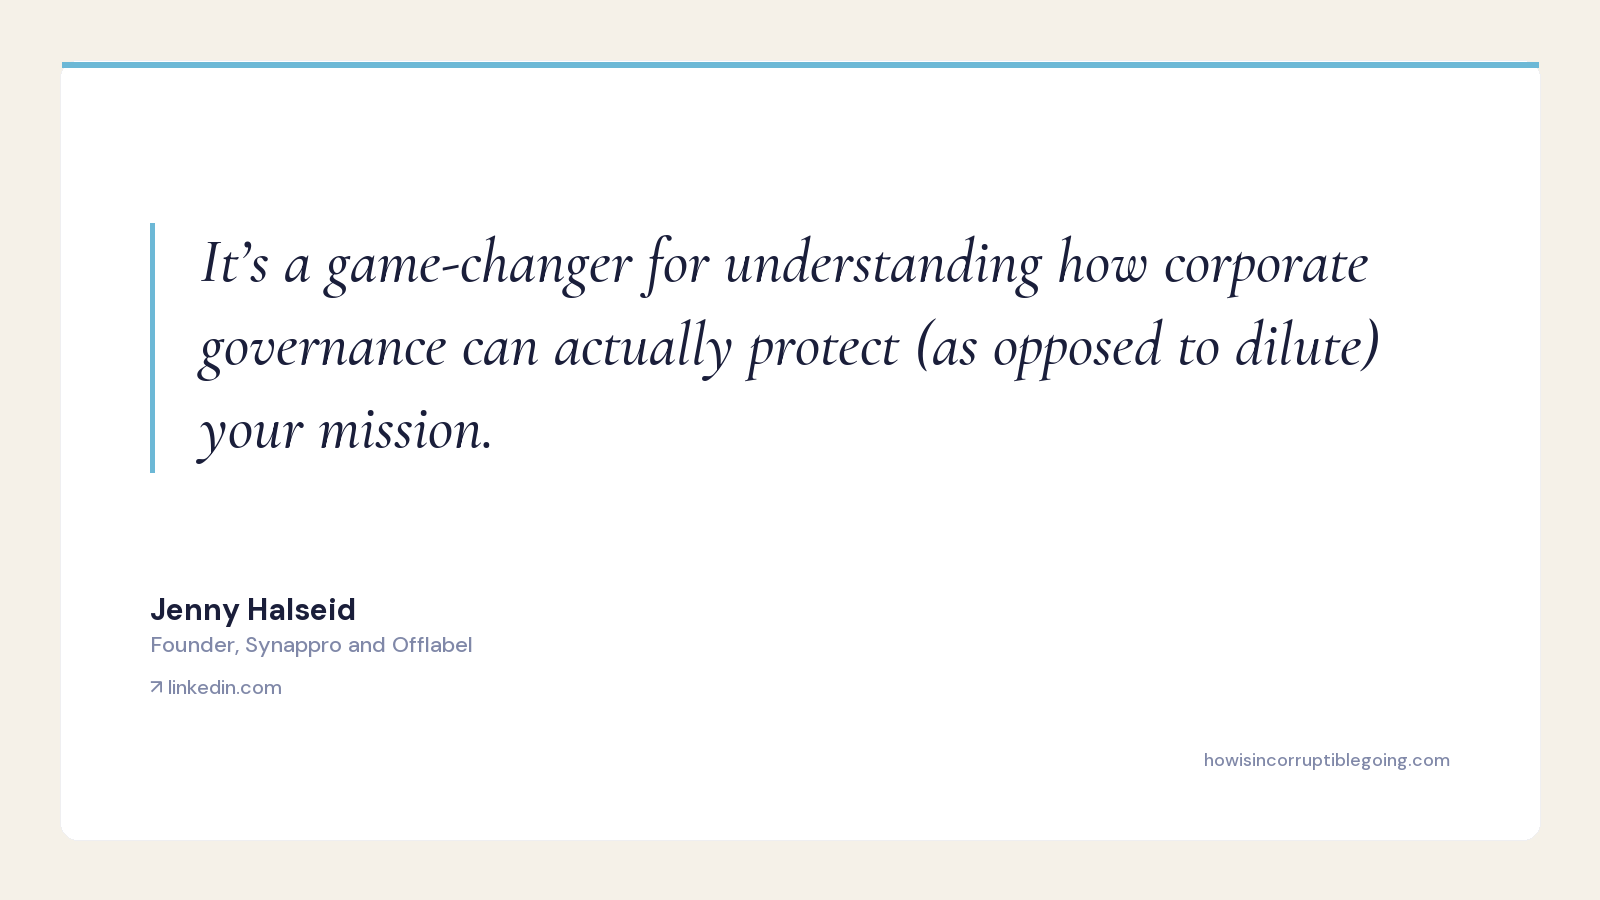 It’s a game-changer for understanding how corporate
governance can actually protect (as opposed to dilute)
your mission.
Jenny Halseid
Founder, Synappro and Offlabel
linkedin.com
howisincorruptiblegoing.com